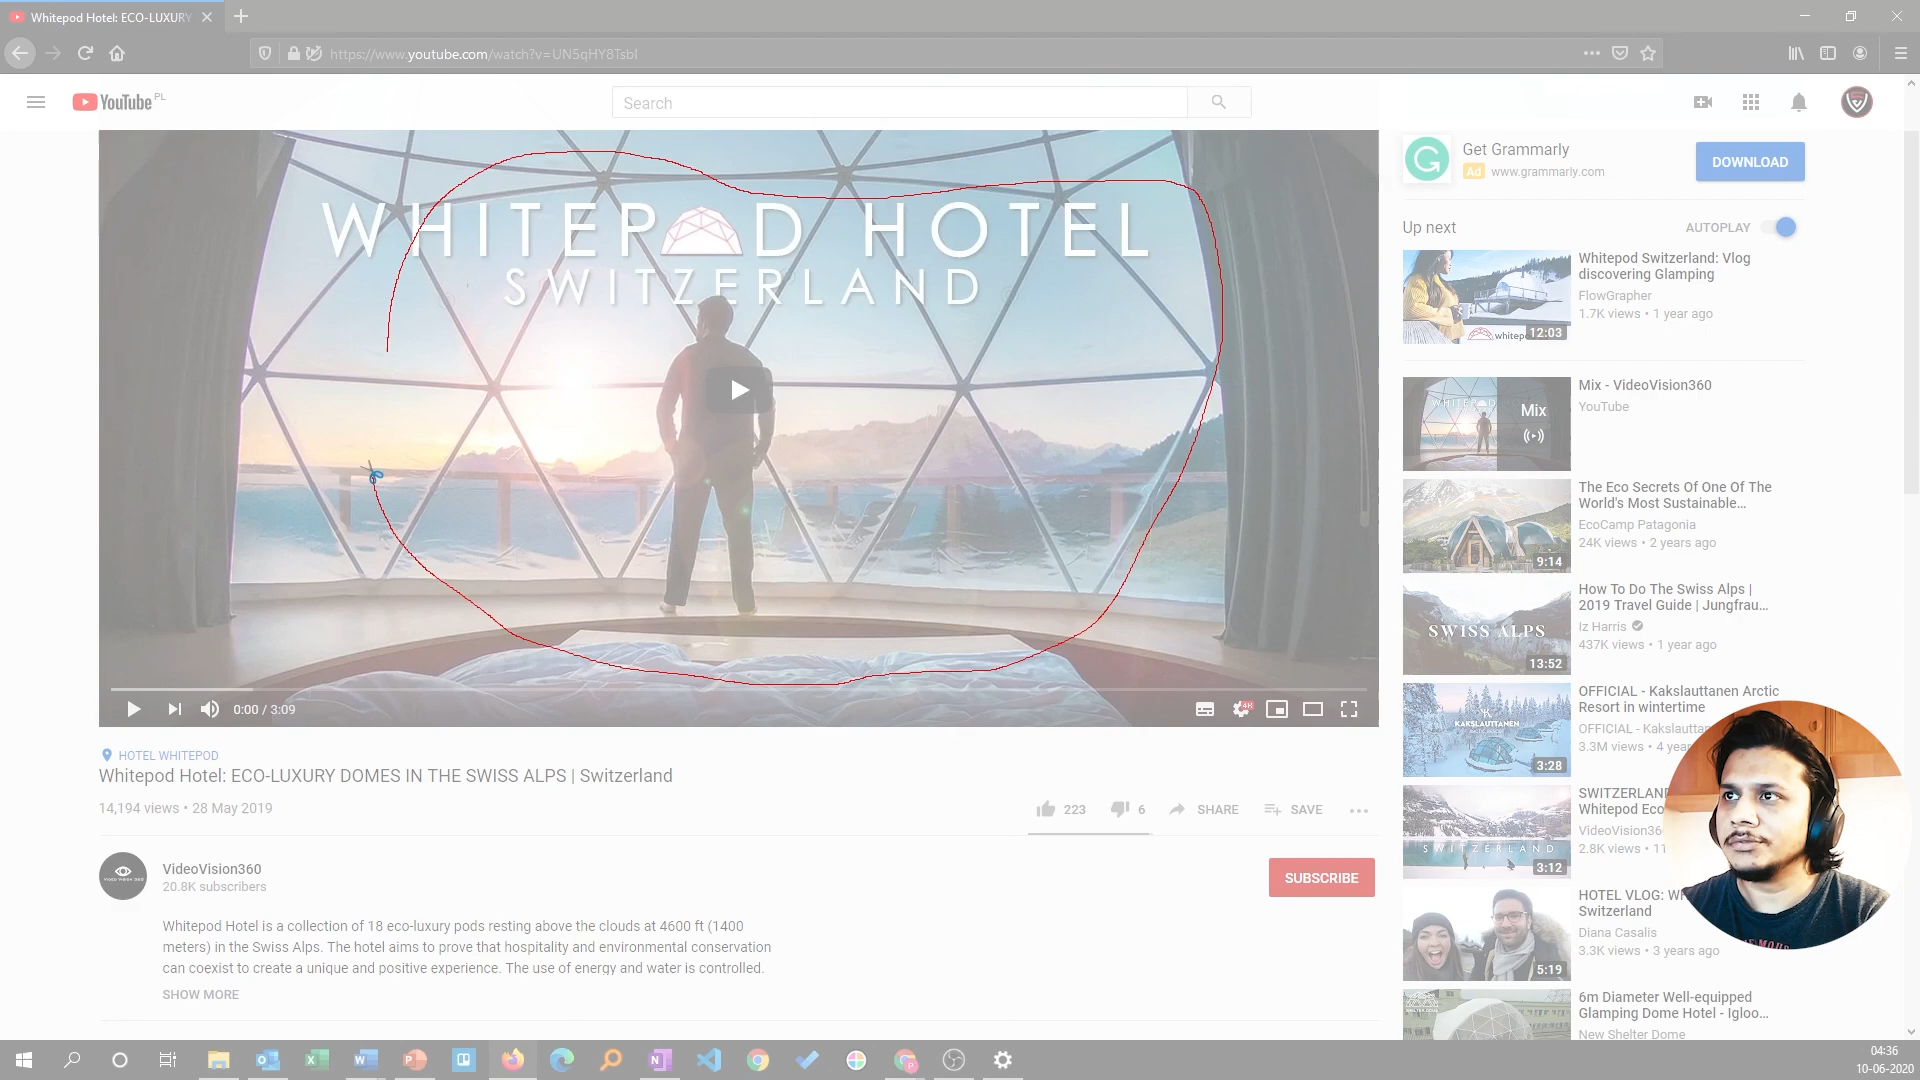 Whitepod Hotel: ECO-LUXURY
https://www.youtube.com/watch?v=UN5qHY8TsbI
YouTube PL
Search
WHITEPOD HOTEL
SWITZERLAND
0:00 / 3:09
HOTEL WHITEPOD
Whitepod Hotel: ECO-LUXURY DOMES IN THE SWISS ALPS | Switzerland
14,194 views • 28 May 2019
223
6
SHARE
SAVE
VideoVision360
20.8K subscribers
SUBSCRIBE
Whitepod Hotel is a collection of 18 eco-luxury pods resting above the clouds at 4600 ft (1400
meters) in the Swiss Alps. The hotel aims to prove that hospitality and environmental conservation
can coexist to create a unique and positive experience. The use of energy and water is controlled.
SHOW MORE
Get Grammarly
Ad www.grammarly.com
DOWNLOAD
Up next
AUTOPLAY
Whitepod Switzerland: Vlog
discovering Glamping
FlowGrapher
1.7K views • 1 year ago
12:03
Mix - VideoVision360
YouTube
Mix
The Eco Secrets Of One Of The
World's Most Sustainable…
EcoCamp Patagonia
24K views • 2 years ago
9:14
How To Do The Swiss Alps |
2019 Travel Guide | Jungfrau…
Iz Harris
437K views • 1 year ago
SWISS ALPS
13:52
OFFICIAL - Kakslauttanen Arctic
Resort in wintertime
OFFICIAL - Kakslauttan
3.3M views • 4 year
KAKSLAUTTANEN
3:28
SWITZERLAND
Whitepod Eco
VideoVision36
2.8K views • 11
SWITZERLAND
3:12
HOTEL VLOG: WH
Switzerland
Diana Casalis
3.3K views • 3 years ago
5:19
6m Diameter Well-equipped
Glamping Dome Hotel - Igloo…
New Shelter Dome
04:36
10-06-2020